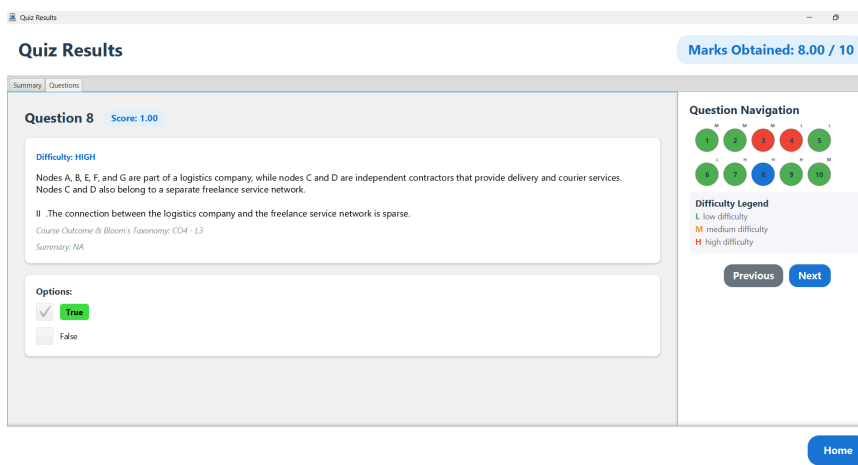 Quiz Results
Quiz Results
Marks Obtained: 8.00 / 10
Summary Questions
Question 8 Score: 1.00
Difficulty: HIGH
Nodes A, B, E, F, and G are part of a logistics company, while nodes C and D are independent contractors that provide delivery and courier services.
Nodes C and D also belong to a separate freelance service network.
II .The connection between the logistics company and the freelance service network is sparse.
Course Outcome & Bloom's Taxonomy: CO4 - L3
Summary: NA
Options:
True
False
Question Navigation
M M M L L
1 2 3 4 5
L H H H M
6 7 8 9 10
Difficulty Legend
L low difficulty
M medium difficulty
H high difficulty
Previous Next
Home